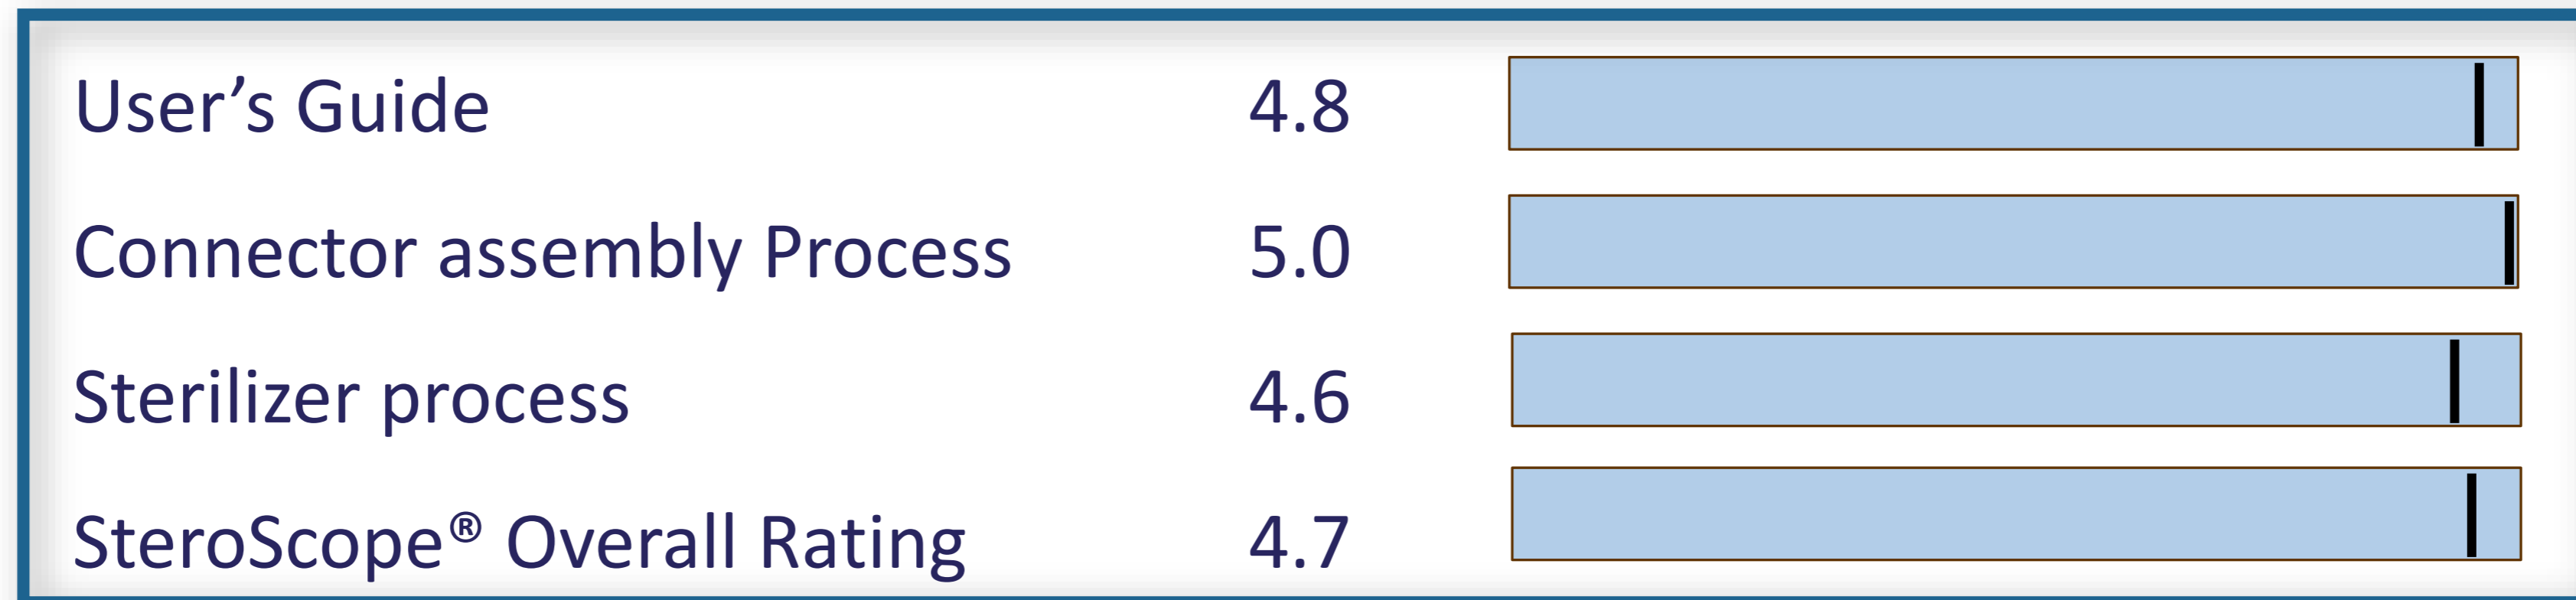 User’s Guide 4.8
Connector assembly Process 5.0
Sterilizer process 4.6
SteroScope® Overall Rating 4.7